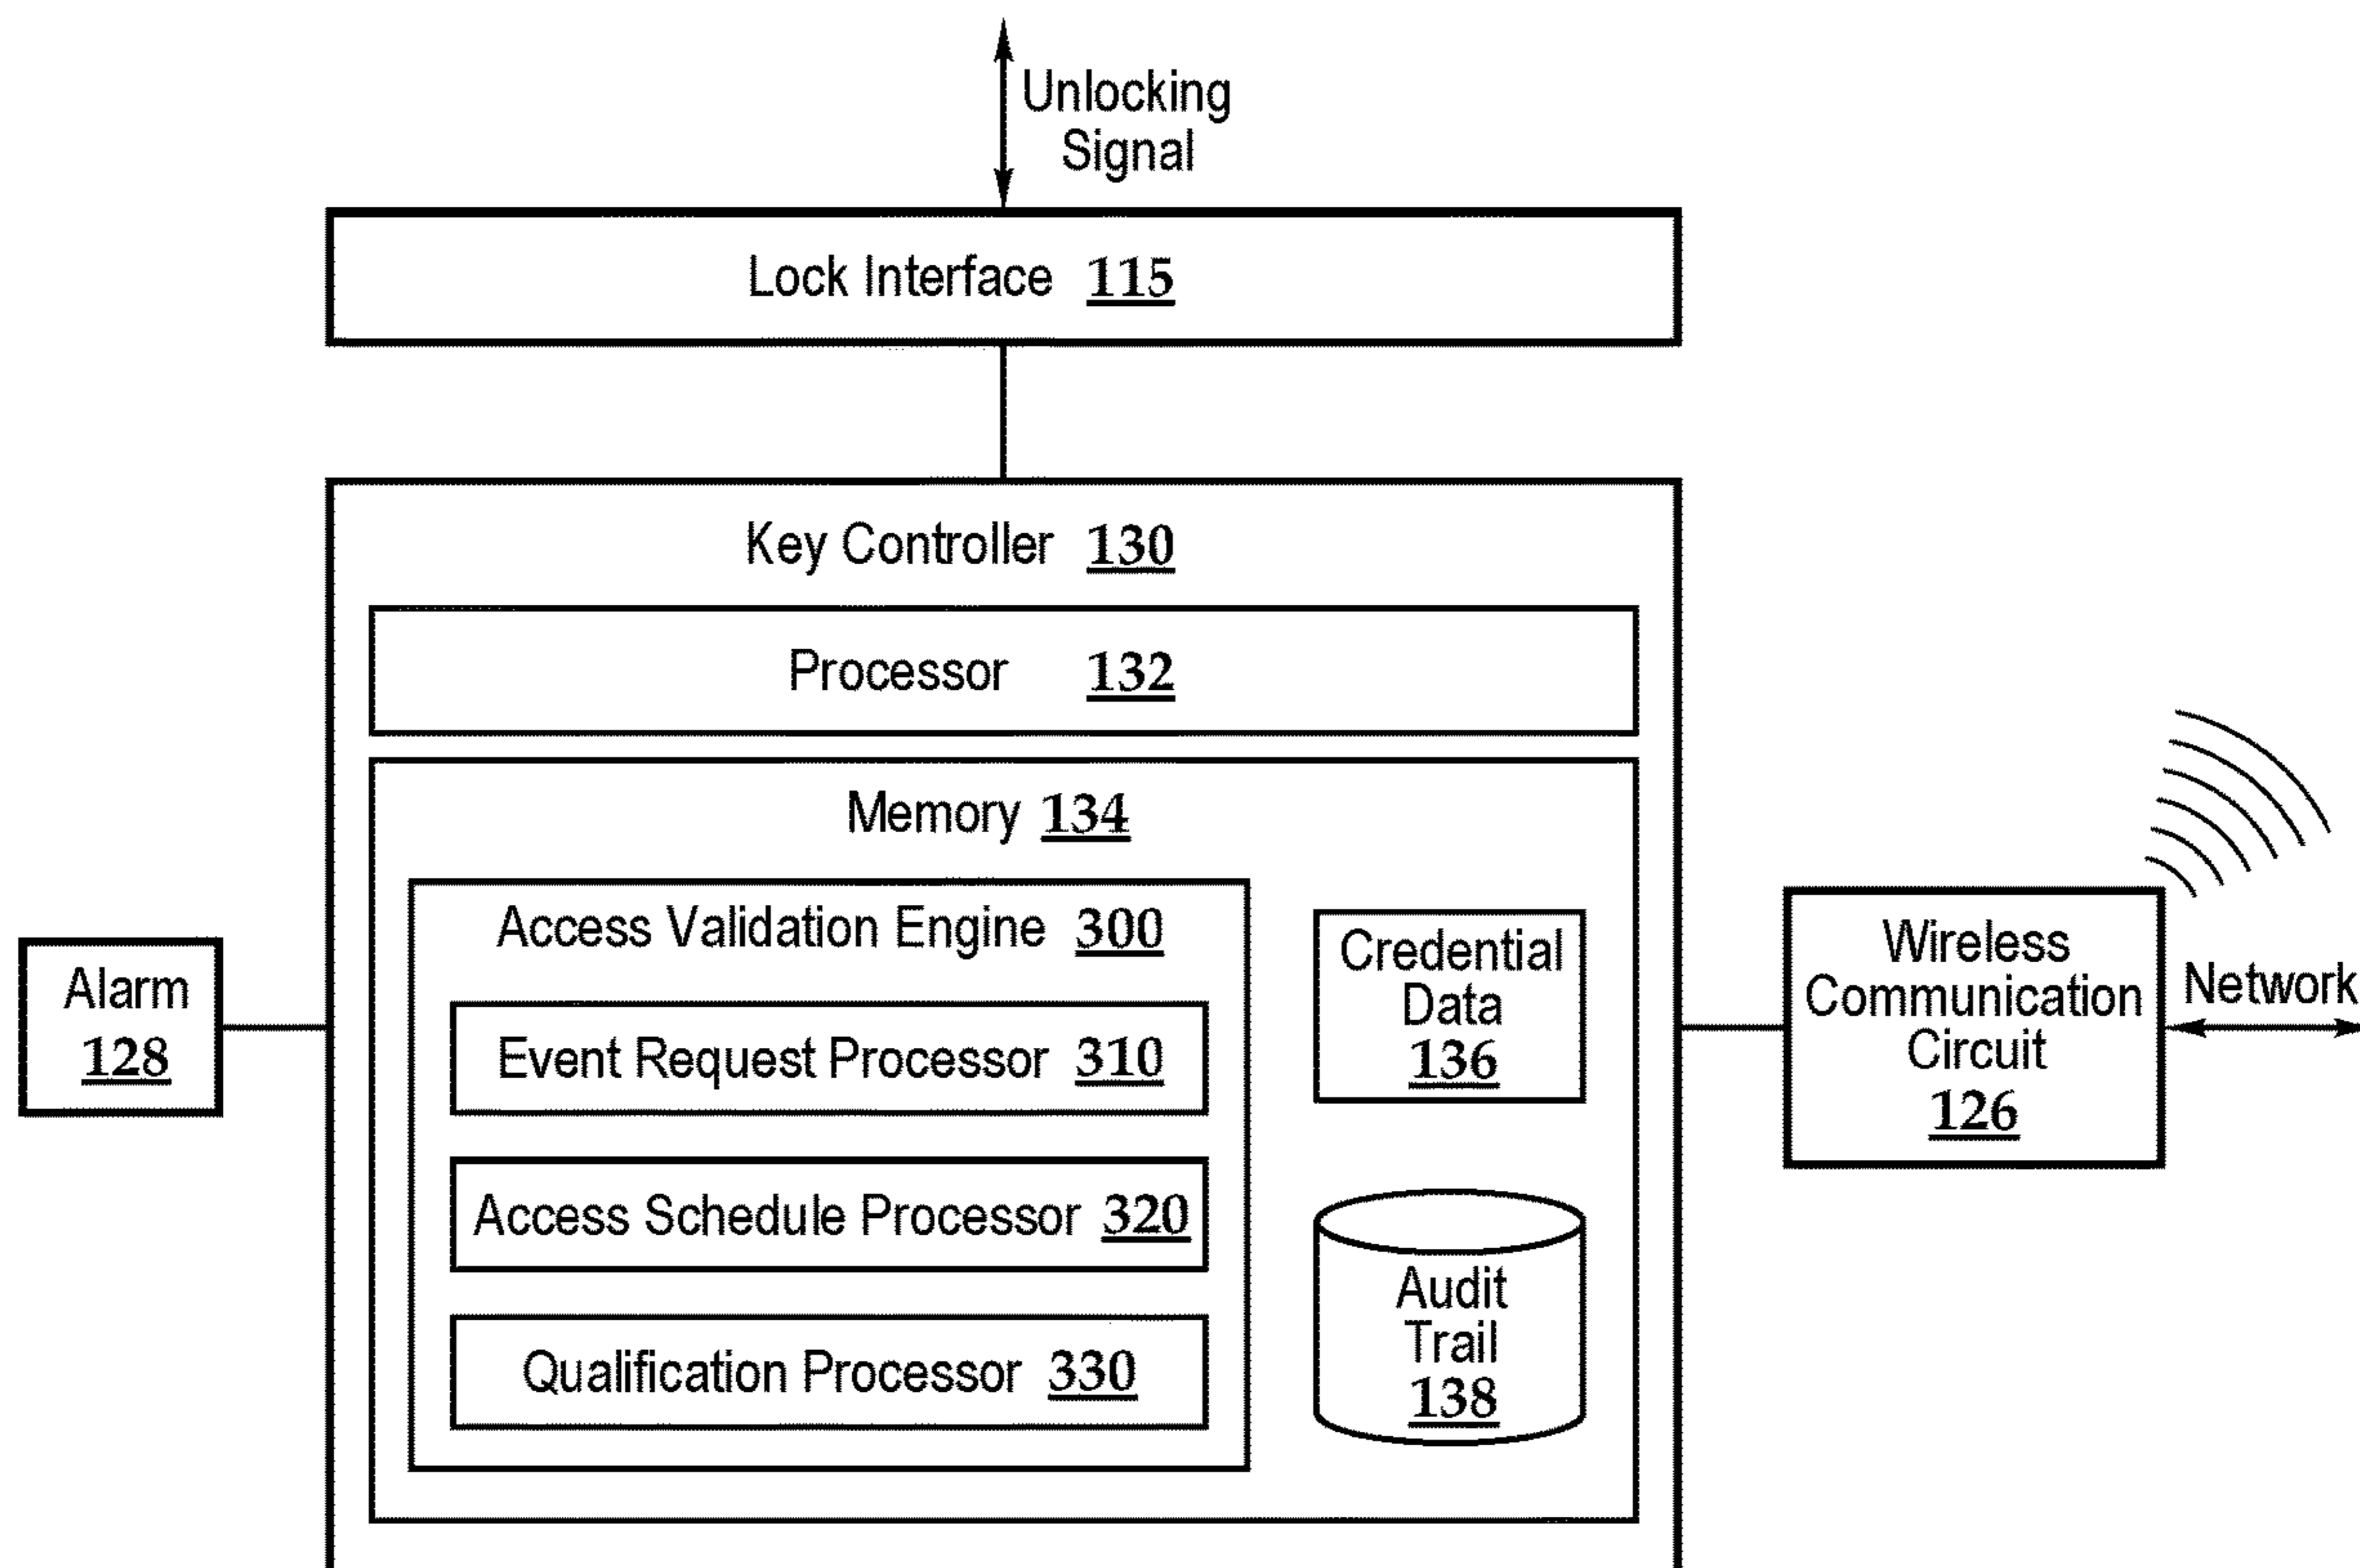 Unlocking
Signal
Lock Interface 115
Key Controller 130
Processor 132
Memory 134
Access Validation Engine 300
Event Request Processor 310
Access Schedule Processor 320
Qualification Processor 330
Credential
Data
136
Audit
Trail
138
Alarm
128
Wireless
Communication
Circuit
126
Network